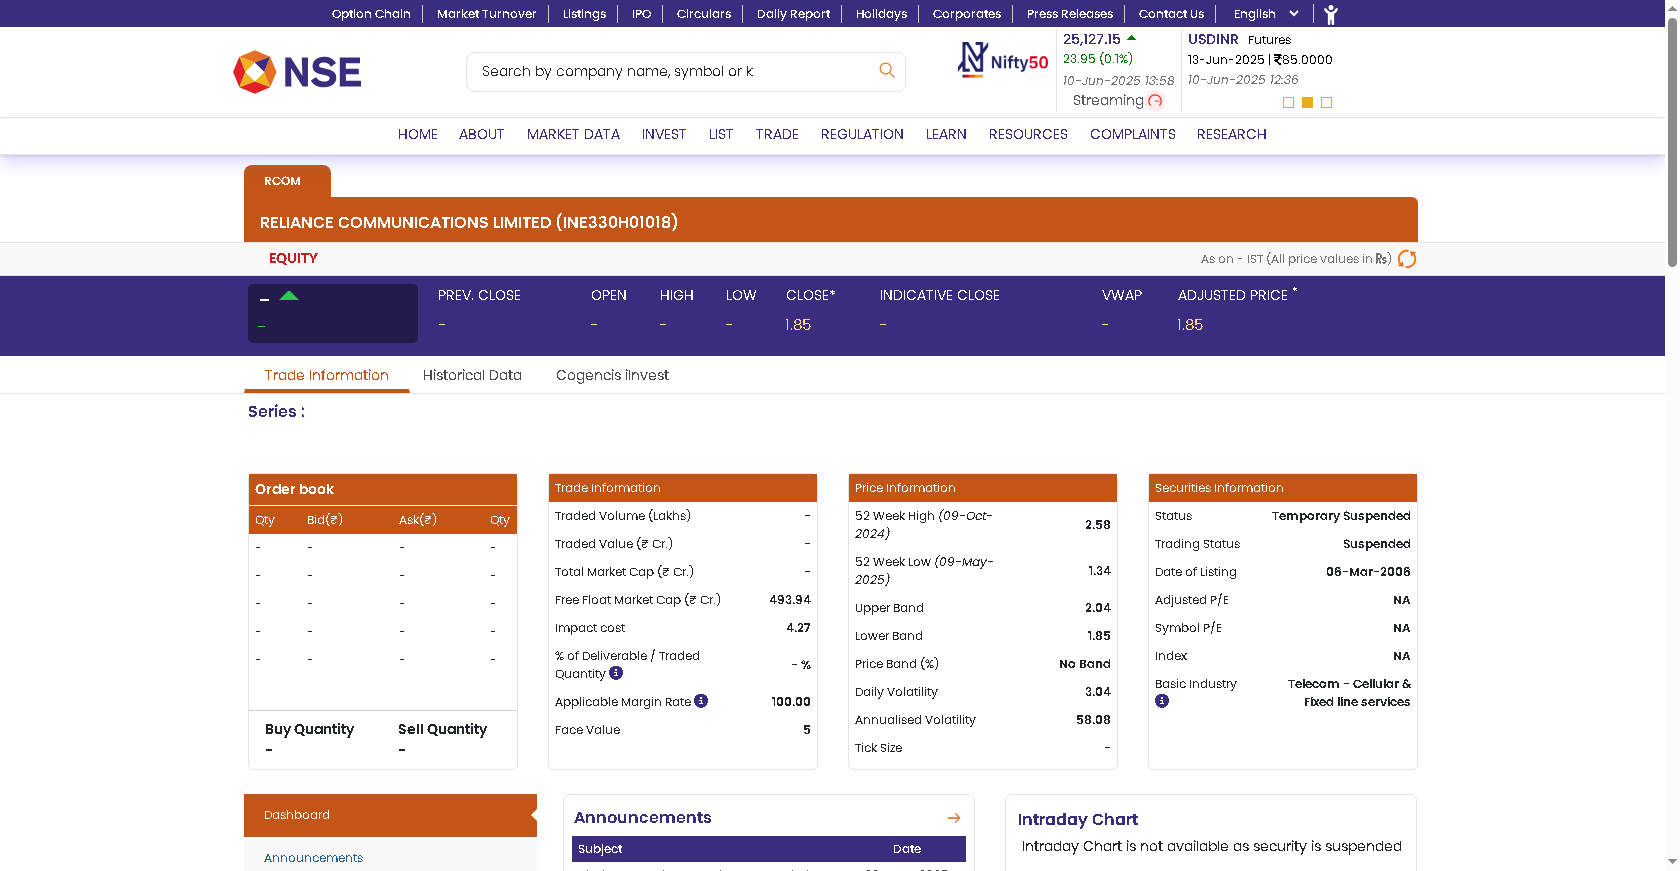 Option Chain Market Turnover Listings IPO Circulars Daily Report Holidays Corporates Press Releases Contact Us English
NSE
Search by company name, symbol or k
Nifty50
25,127.15
23.95 (0.1%)
10-Jun-2025 13:58
Streaming
USDINR Futures
13-Jun-2025 | ₹85.0000
10-Jun-2025 12:36
HOME ABOUT MARKET DATA INVEST LIST TRADE REGULATION LEARN RESOURCES COMPLAINTS RESEARCH
RCOM
RELIANCE COMMUNICATIONS LIMITED (INE330H01018)
EQUITY
As on - IST (All price values in Rs)
-
-
PREV. CLOSE OPEN HIGH LOW CLOSE* INDICATIVE CLOSE VWAP ADJUSTED PRICE *
- - - - 1.85 - - 1.85
Trade Information Historical Data Cogencis iInvest
Series :
Order book
Qty Bid(₹) Ask(₹) Qty
- - - -
- - - -
- - - -
- - - -
- - - -
Buy Quantity Sell Quantity
- -
Trade Information
Traded Volume (Lakhs) -
Traded Value (₹ Cr.) -
Total Market Cap (₹ Cr.) -
Free Float Market Cap (₹ Cr.) 493.94
Impact cost 4.27
% of Deliverable / Traded
Quantity - %
Applicable Margin Rate 100.00
Face Value 5
Price Information
52 Week High (09-Oct-
2024) 2.58
52 Week Low (09-May-
2025) 1.34
Upper Band 2.04
Lower Band 1.85
Price Band (%) No Band
Daily Volatility 3.04
Annualised Volatility 58.08
Tick Size -
Securities Information
Status Temporary Suspended
Trading Status Suspended
Date of Listing 06-Mar-2006
Adjusted P/E NA
Symbol P/E NA
Index NA
Basic Industry Telecom - Cellular &
Fixed line services
Dashboard
Announcements
Announcements
Subject Date
Intraday Chart
Intraday Chart is not available as security is suspended